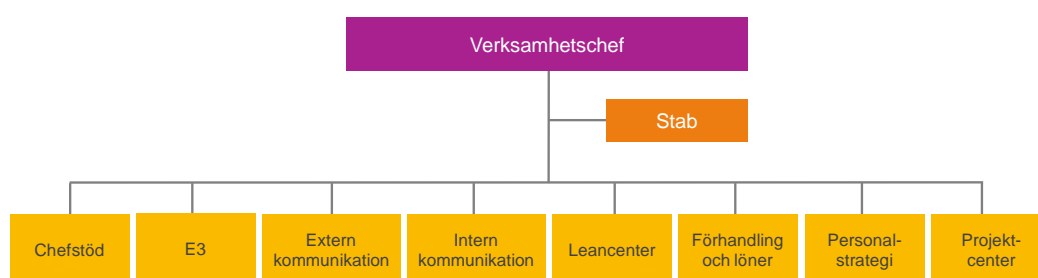 Verksamhetschef
Stab
Chefstöd
E3
Extern
kommunikation
Intern
kommunikation
Leancenter
Förhandling
och löner
Personal-
strategi
Projekt-
center